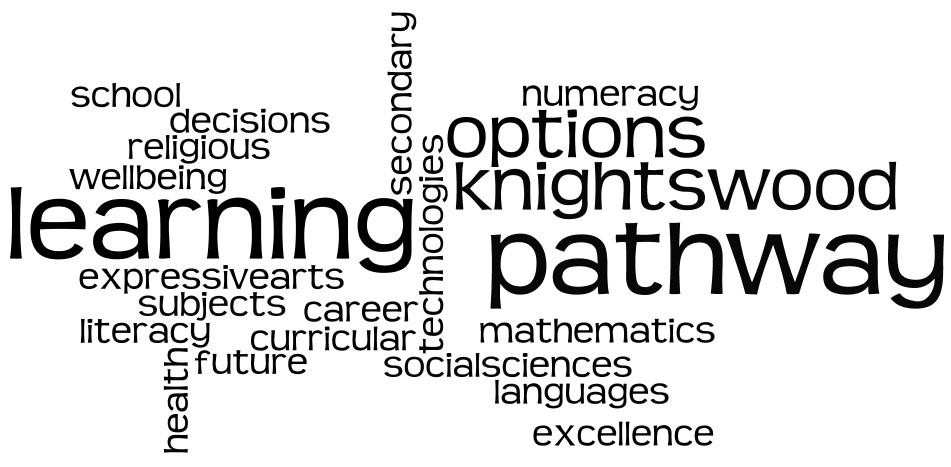 secondary
school
numeracy
decisions
options
religious
technologies
wellbeing
knightswood
learning
pathway
expressivearts
subjects
career
literacy
curricular
mathematics
health
future
socialsciences
languages
excellence